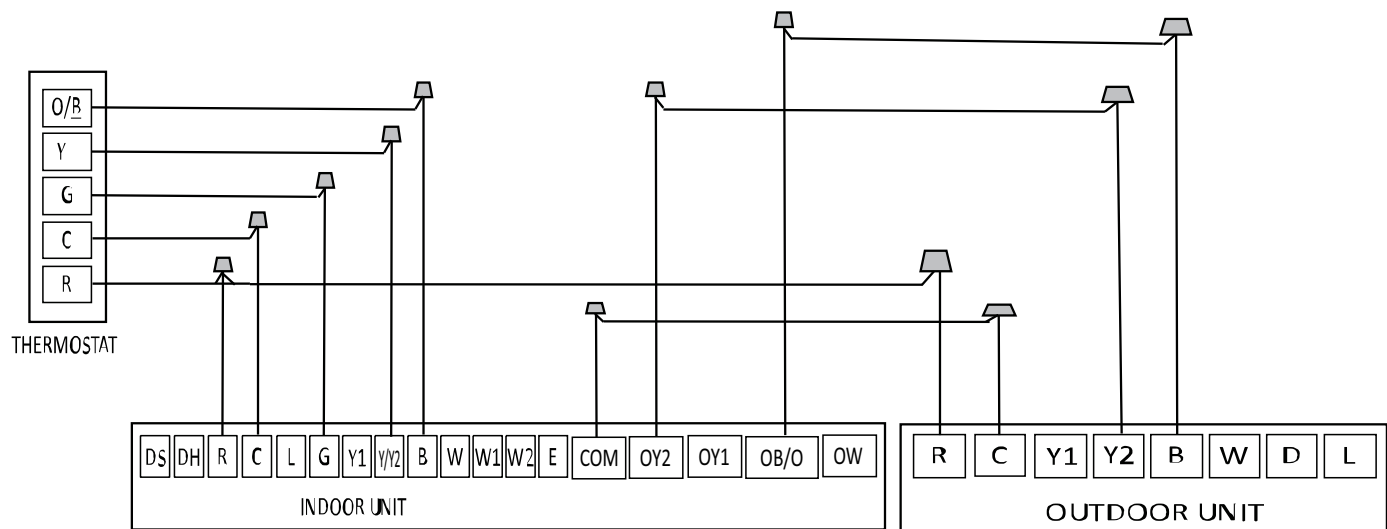 O/B
Y
G
C
R
THERMOSTAT
DS DH R C L G Y1 Y/Y2 B W W1 W2 E COM OY2 OY1 OB/O OW
INDOOR UNIT
R C Y1 Y2 B W D L
OUTDOOR UNIT